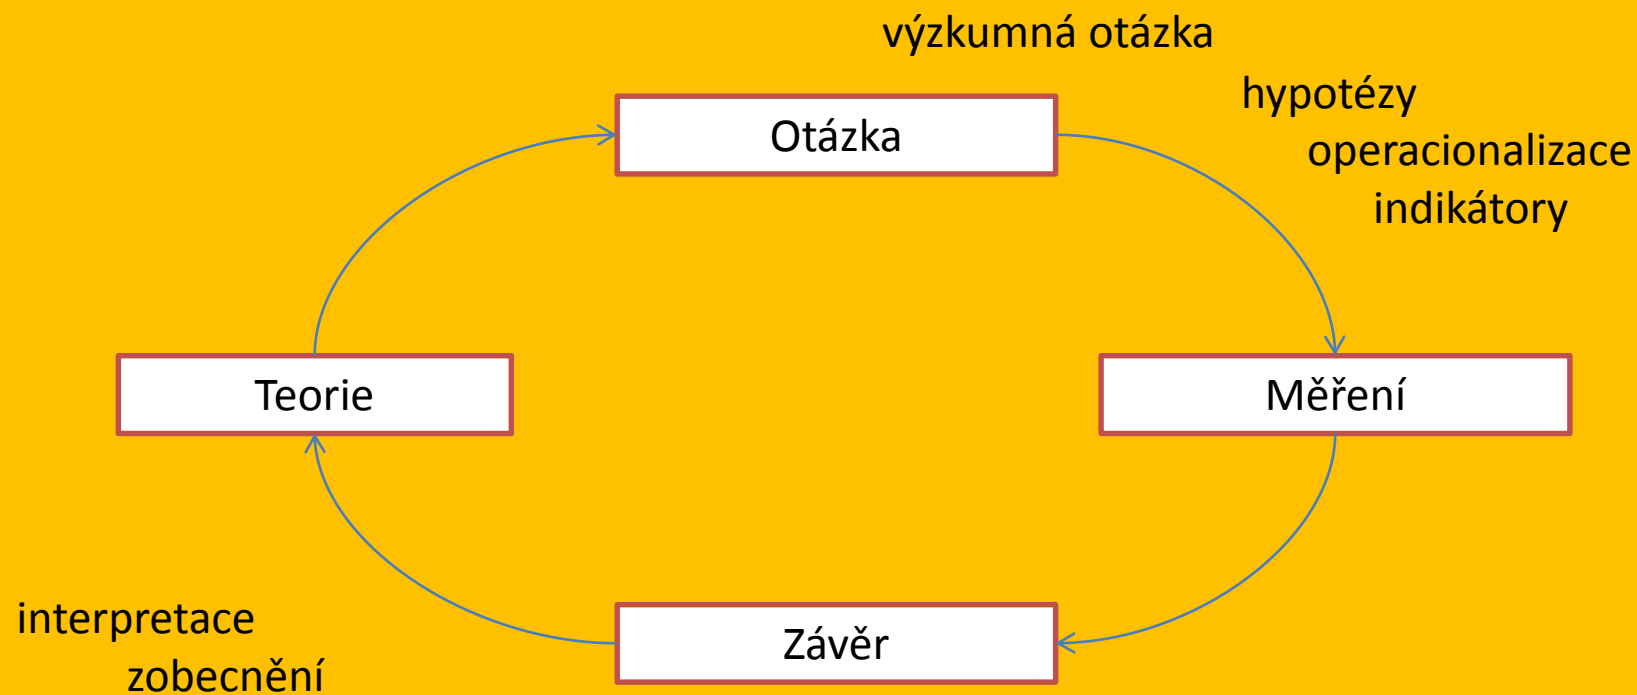 výzkumná otázka
hypotézy
Otázka
operacionalizace
indikátory
Teorie
Měření
interpretace
Závěr
zobecnění